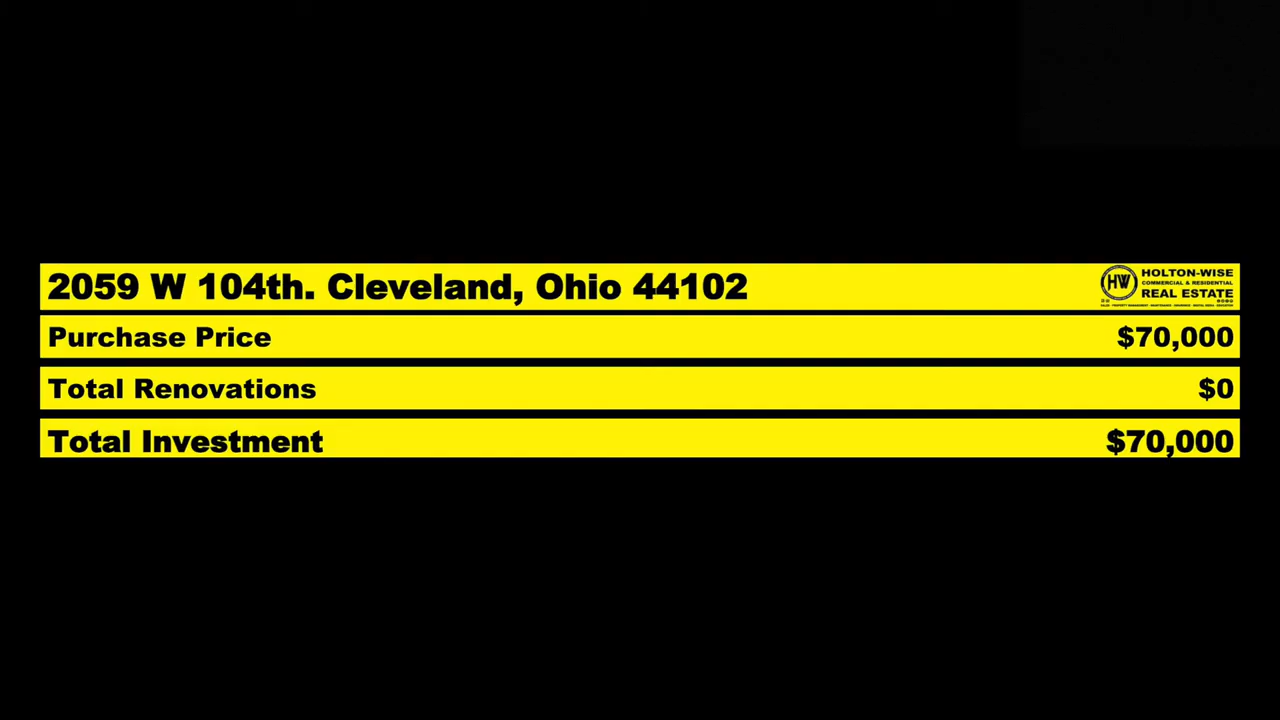 2059 W 104th. Cleveland, Ohio 44102
HW
HOLTON-WISE
COMMERCIAL & RESIDENTIAL
REAL ESTATE
Purchase Price $70,000
Total Renovations $0
Total Investment $70,000